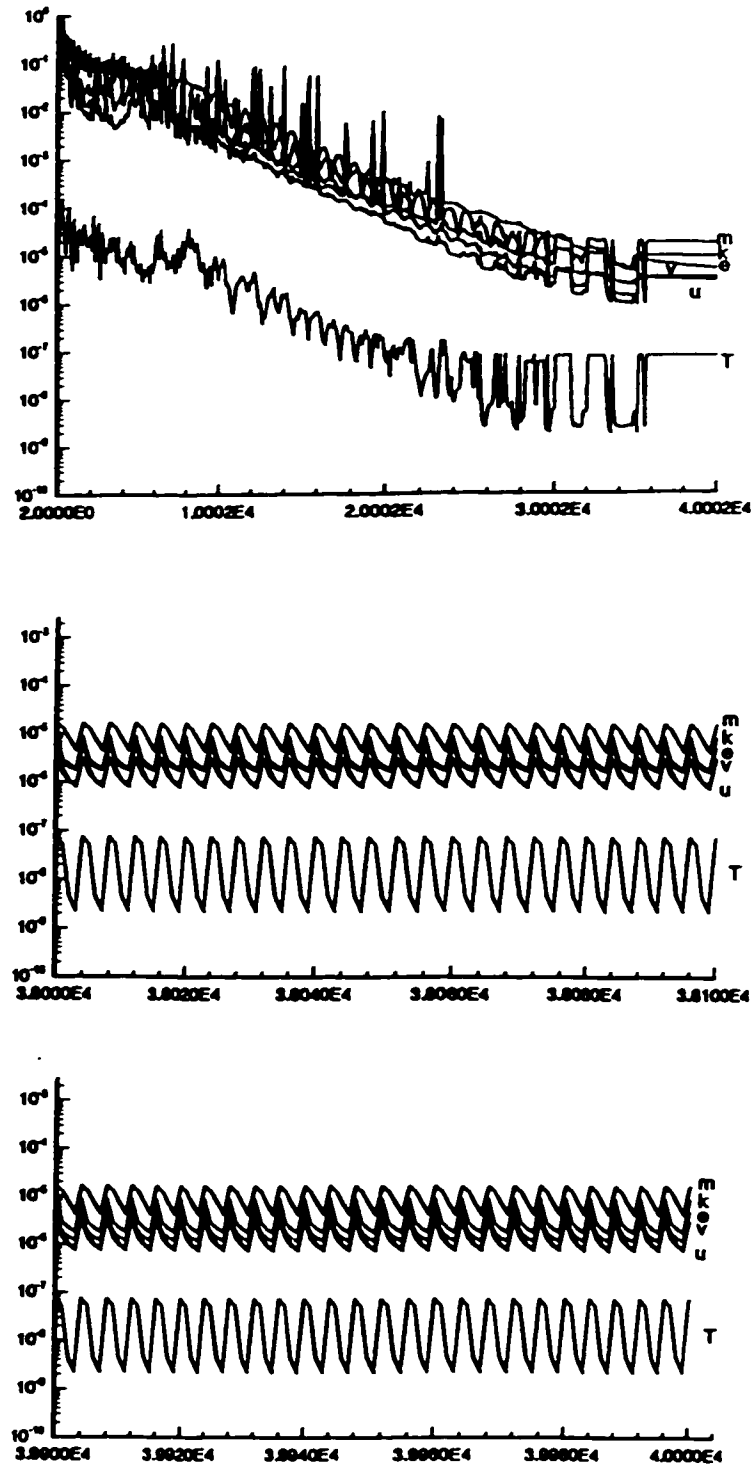 10⁰
10⁻¹
10⁻²
10⁻³
10⁻⁴
10⁻⁵
10⁻⁶
10⁻⁷
10⁻⁸
10⁻⁹
10⁻¹⁰
m
k
e
v
u
T
2.0000E0 1.0002E4 2.0002E4 3.0002E4 4.0002E4
10⁻³
10⁻⁴
10⁻⁵
10⁻⁶
10⁻⁷
10⁻⁸
10⁻⁹
10⁻¹⁰
m
k
e
v
u
T
3.8000E4 3.8020E4 3.8040E4 3.8060E4 3.8080E4 3.8100E4
10⁻³
10⁻⁴
10⁻⁵
10⁻⁶
10⁻⁷
10⁻⁸
10⁻⁹
10⁻¹⁰
m
k
e
v
u
T
3.9900E4 3.9920E4 3.9940E4 3.9960E4 3.9980E4 4.0000E4